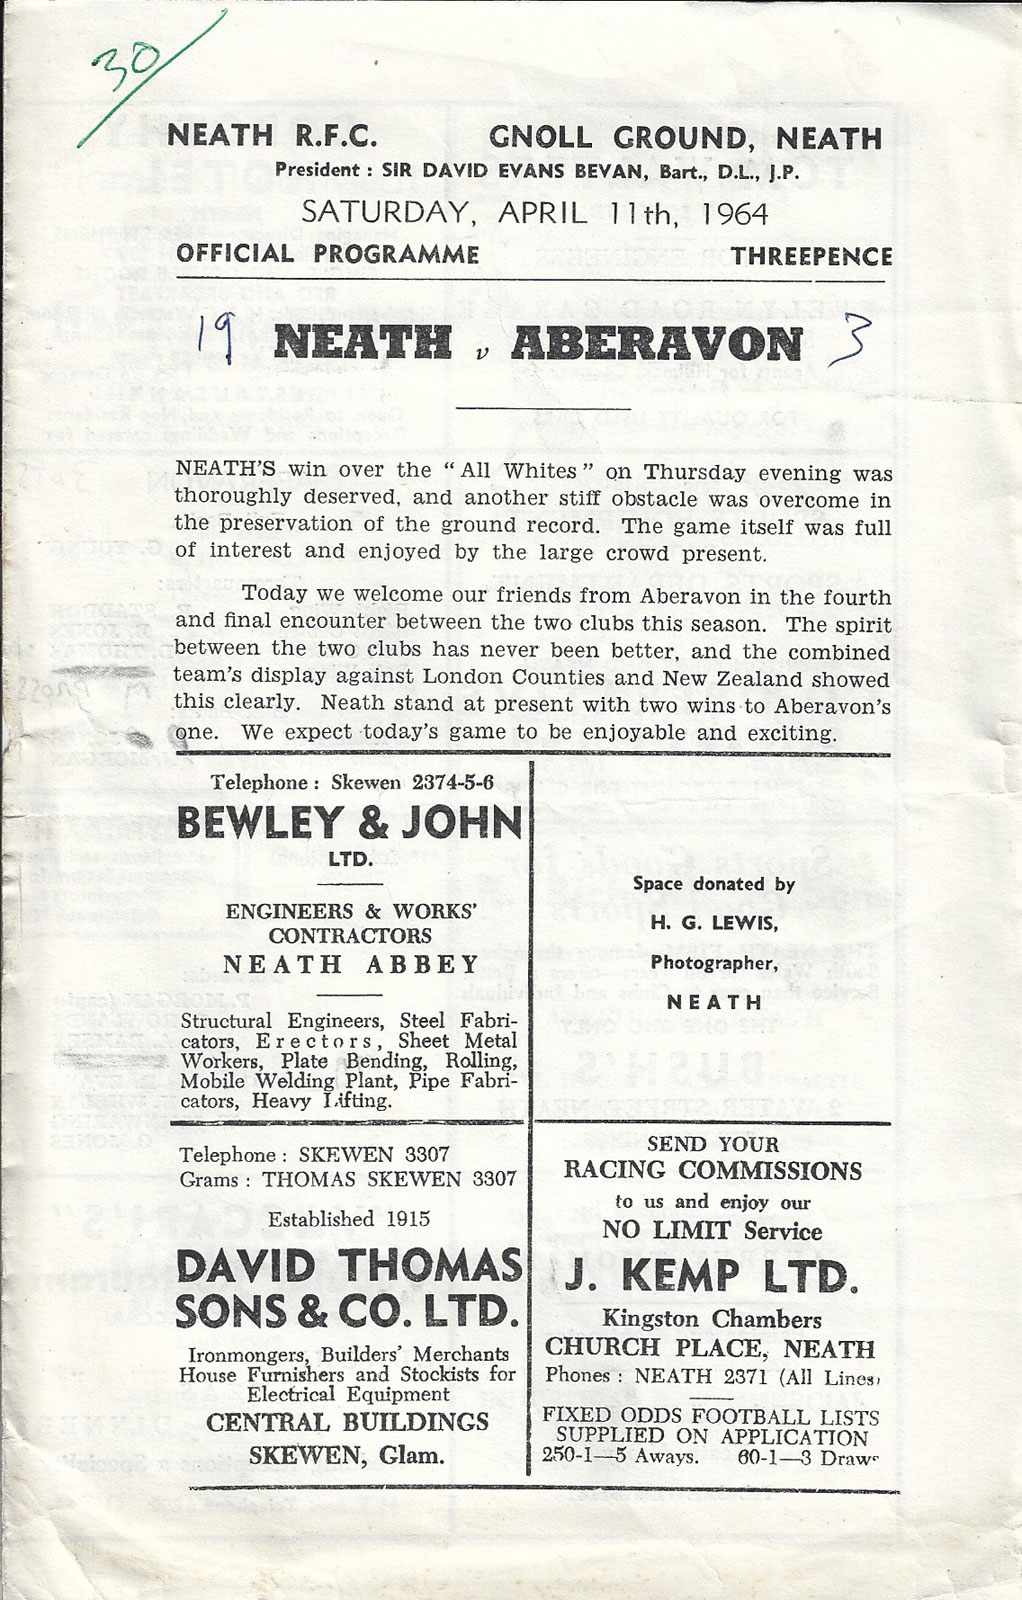 30
NEATH R.F.C. GNOLL GROUND, NEATH
President : SIR DAVID EVANS BEVAN, Bart., D.L., J.P.
SATURDAY, APRIL 11th, 1964
OFFICIAL PROGRAMME THREEPENCE
19 NEATH v ABERAVON 3
NEATH'S win over the "All Whites" on Thursday evening was
thoroughly deserved, and another stiff obstacle was overcome in
the preservation of the ground record. The game itself was full
of interest and enjoyed by the large crowd present.
Today we welcome our friends from Aberavon in the fourth
and final encounter between the two clubs this season. The spirit
between the two clubs has never been better, and the combined
team's display against London Counties and New Zealand showed
this clearly. Neath stand at present with two wins to Aberavon's
one. We expect today's game to be enjoyable and exciting.
Telephone : Skewen 2374-5-6
BEWLEY & JOHN
LTD.
ENGINEERS & WORKS'
CONTRACTORS
NEATH ABBEY
Structural Engineers, Steel Fabri-
cators, Erectors, Sheet Metal
Workers, Plate Bending, Rolling,
Mobile Welding Plant, Pipe Fabri-
cators, Heavy Lifting.
Space donated by
H. G. LEWIS,
Photographer,
NEATH
Telephone : SKEWEN 3307
Grams : THOMAS SKEWEN 3307
Established 1915
DAVID THOMAS
SONS & CO. LTD.
Ironmongers, Builders' Merchants
House Furnishers and Stockists for
Electrical Equipment
CENTRAL BUILDINGS
SKEWEN, Glam.
SEND YOUR
RACING COMMISSIONS
to us and enjoy our
NO LIMIT Service
J. KEMP LTD.
Kingston Chambers
CHURCH PLACE, NEATH
Phones : NEATH 2371 (All Lines)
FIXED ODDS FOOTBALL LISTS
SUPPLIED ON APPLICATION
250-1—5 Aways. 60-1—3 Draws